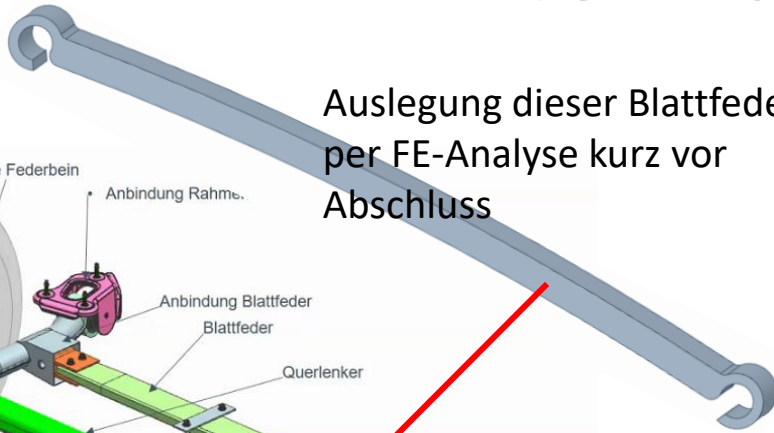 Auslegung dieser Blattfede
per FE-Analyse kurz vor
Abschluss
Federbein
Anbindung Rahme
Anbindung Blattfeder
Blattfeder
Querlenker